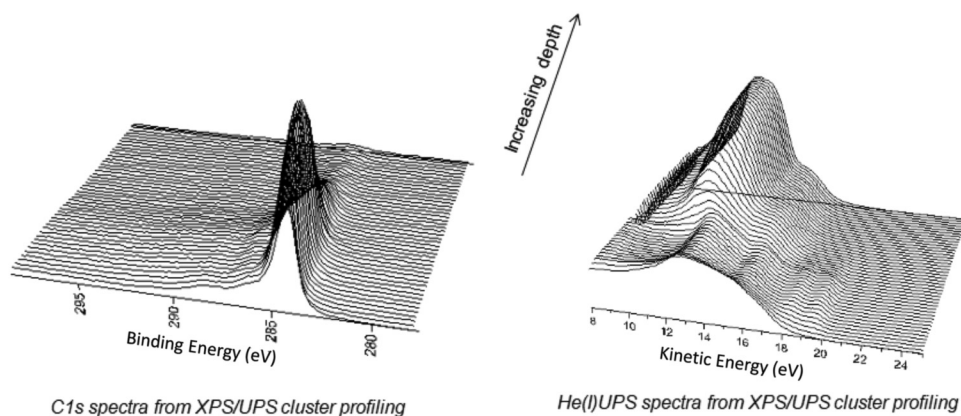 Increasing depth
295
290
285
280
Binding Energy (eV)
8
10
12
14
16
18
20
22
24
Kinetic Energy (eV)
C1s spectra from XPS/UPS cluster profiling
He(I)UPS spectra from XPS/UPS cluster profiling